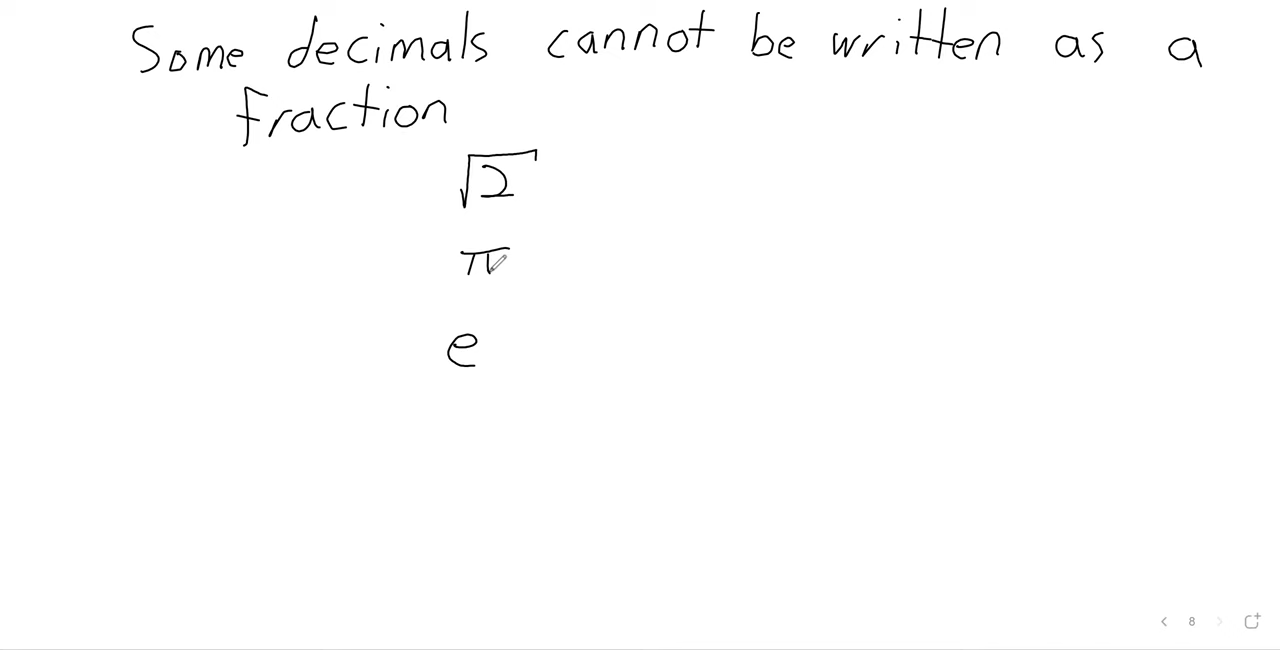 Some decimals cannot be written as a
fraction
√2
π
e
8